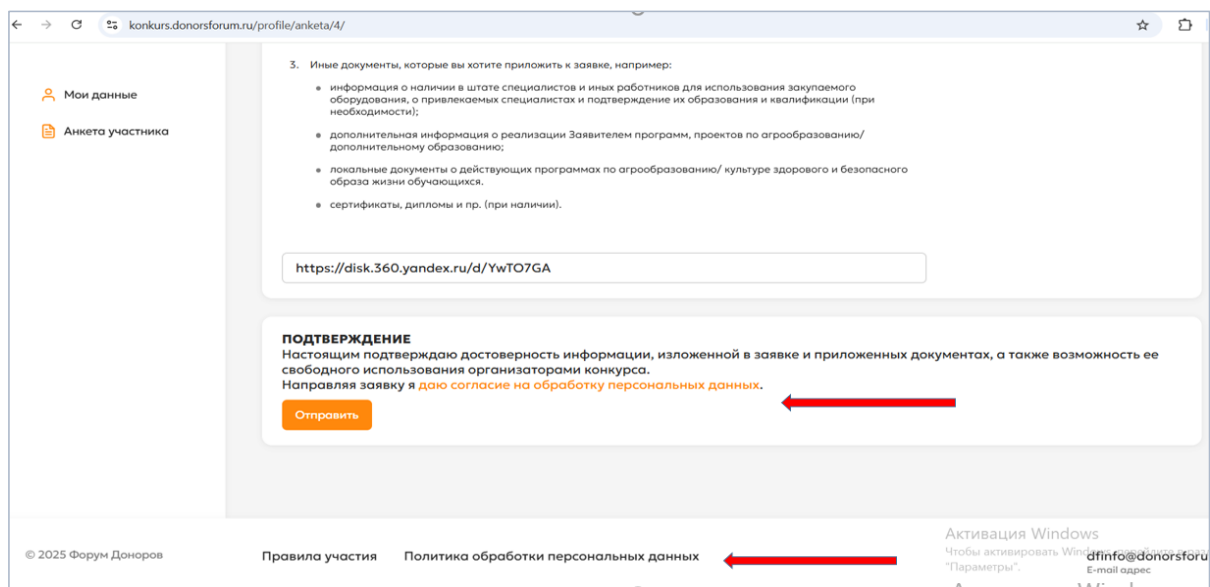 konkurs.donorsforum.ru/profile/anketa/4/
3. Иные документы, которые вы хотите приложить к заявке, например:
Мои данные
Анкета участника
информация о наличии в штате специалистов и иных работников для использования закупаемого
оборудования, о привлекаемых специалистах и подтверждение их образования и квалификации (при
необходимости);
дополнительная информация о реализации Заявителем программ, проектов по агрообразованию/
дополнительному образованию;
локальные документы о действующих программах по агрообразованию/ культуре здорового и безопасного
образа жизни обучающихся.
сертификаты, дипломы и пр. (при наличии).
https://disk.360.yandex.ru/d/YwTO7GA
ПОДТВЕРЖДЕНИЕ
Настоящим подтверждаю достоверность информации, изложенной в заявке и приложенных документах, а также возможность ее
свободного использования организаторами конкурса.
Направляя заявку я даю согласие на обработку персональных данных.
Отправить
Активация Windows
© 2025 Форум Доноров
Правила участия
Политика обработки персональных данных
Чтобы активировать
dfinfo@donorsforu
"Параметры".
E-mail адрес